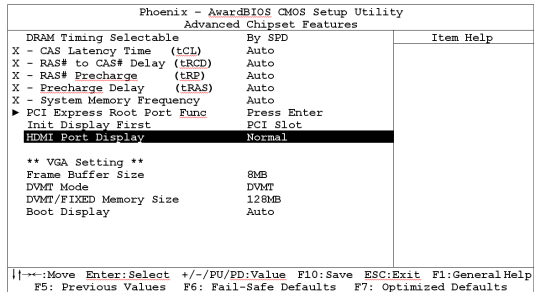 Phoenix - AwardBIOS CMOS Setup Utility
Advanced Chipset Features
DRAM Timing Selectable By SPD Item Help
X - CAS Latency Time (tCL) Auto
X - RAS# to CAS# Delay (tRCD) Auto
X - RAS# Precharge (tRP) Auto
X - Precharge Delay (tRAS) Auto
X - System Memory Frequency Auto
► PCI Express Root Port Func Press Enter
Init Display First PCI Slot
HDMI Port Display Normal
** VGA Setting **
Frame Buffer Size 8MB
DVMT Mode DVMT
DVMT/FIXED Memory Size 128MB
Boot Display Auto
↓↑→←:Move Enter:Select +/-/PU/PD:Value F10:Save ESC:Exit F1:General Help
F5: Previous Values F6: Fail-Safe Defaults F7: Optimized Defaults